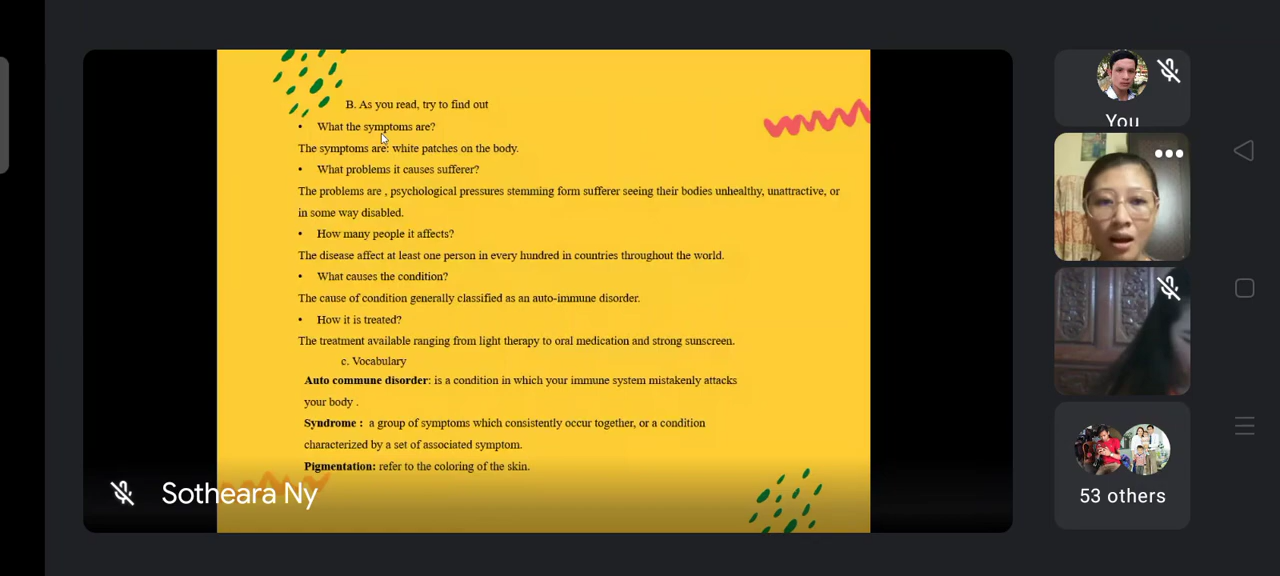 B. As you read, try to find out
• What the symptoms are?
The symptoms are: white patches on the body.
• What problems it causes sufferer?
The problems are , psychological pressures stemming form sufferer seeing their bodies unhealthy, unattractive, or
in some way disabled.
• How many people it affects?
The disease affect at least one person in every hundred in countries throughout the world.
• What causes the condition?
The cause of condition generally classified as an auto-immune disorder.
• How it is treated?
The treatment available ranging from light therapy to oral medication and strong sunscreen.
c. Vocabulary
Auto commune disorder: is a condition in which your immune system mistakenly attacks
your body .
Syndrome : a group of symptoms which consistently occur together, or a condition
characterized by a set of associated symptom.
Pigmentation: refer to the coloring of the skin.
Sotheara Ny
You
53 others